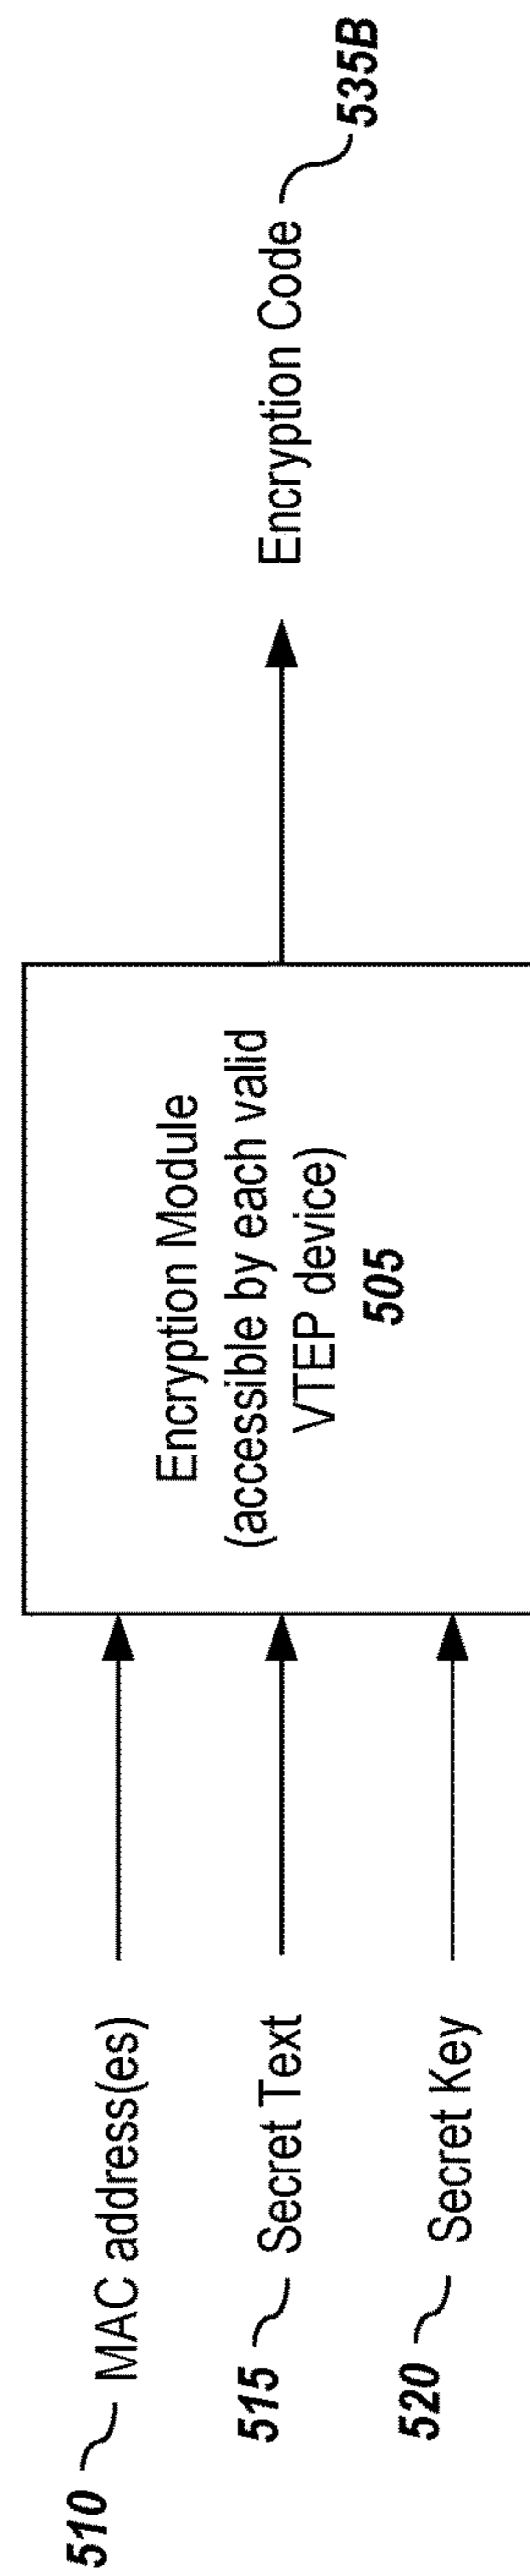 510 MAC address(es)
515 Secret Text
520 Secret Key
Encryption Module
(accessible by each valid
VTEP device)
505
Encryption Code 535B